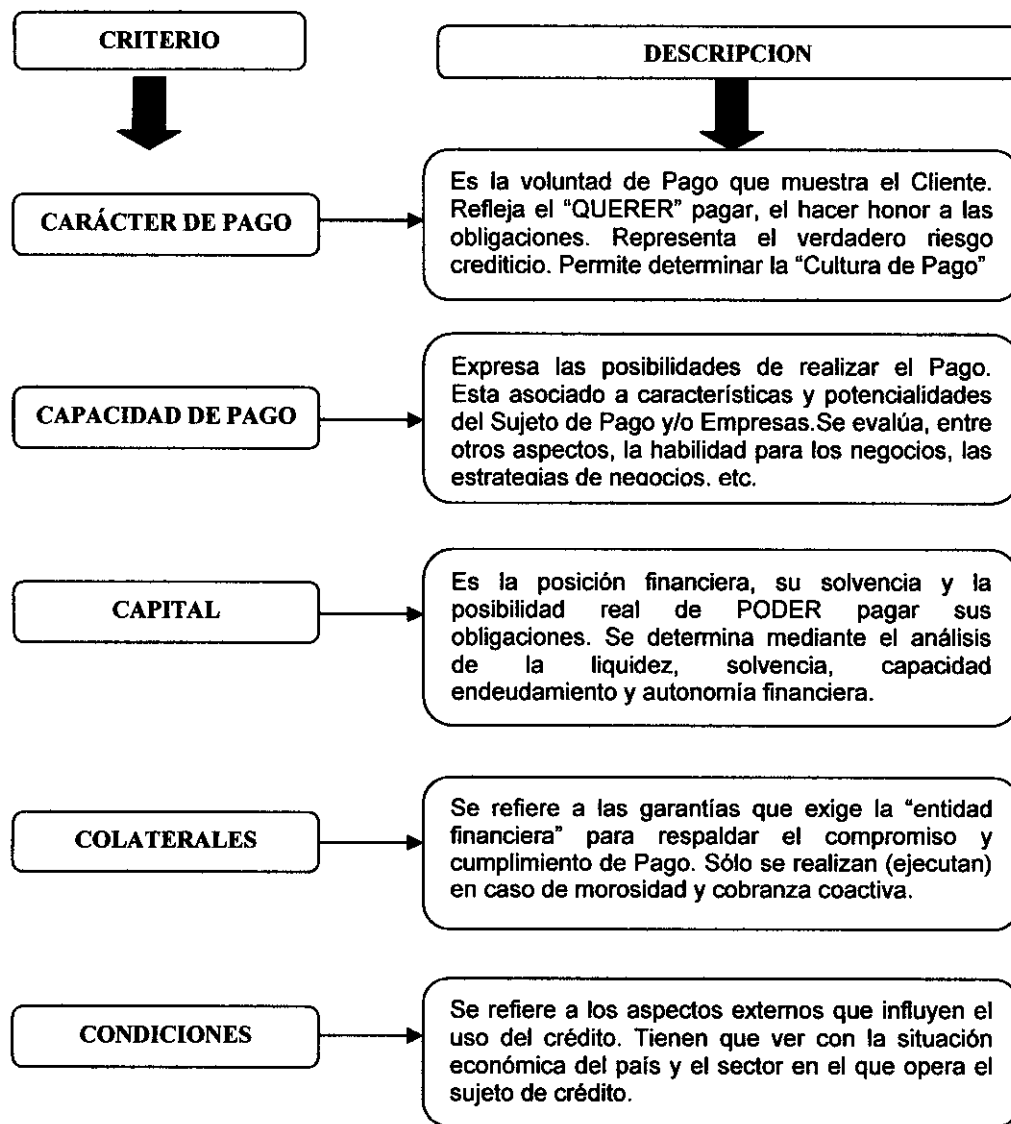 CRITERIO
DESCRIPCION
CARÁCTER DE PAGO
Es la voluntad de Pago que muestra el Cliente.
Refleja el “QUERER” pagar, el hacer honor a las
obligaciones. Representa el verdadero riesgo
crediticio. Permite determinar la “Cultura de Pago”
CAPACIDAD DE PAGO
Expresa las posibilidades de realizar el Pago.
Esta asociado a características y potencialidades
del Sujeto de Pago y/o Empresas.Se evalúa, entre
otros aspectos, la habilidad para los negocios, las
estrategias de negocios. etc.
CAPITAL
Es la posición financiera, su solvencia y la
posibilidad real de PODER pagar sus
obligaciones. Se determina mediante el análisis
de la liquidez, solvencia, capacidad
endeudamiento y autonomía financiera.
COLATERALES
Se refiere a las garantías que exige la “entidad
financiera” para respaldar el compromiso y
cumplimiento de Pago. Sólo se realizan (ejecutan)
en caso de morosidad y cobranza coactiva.
CONDICIONES
Se refiere a los aspectos externos que influyen el
uso del crédito. Tienen que ver con la situación
económica del país y el sector en el que opera el
sujeto de crédito.